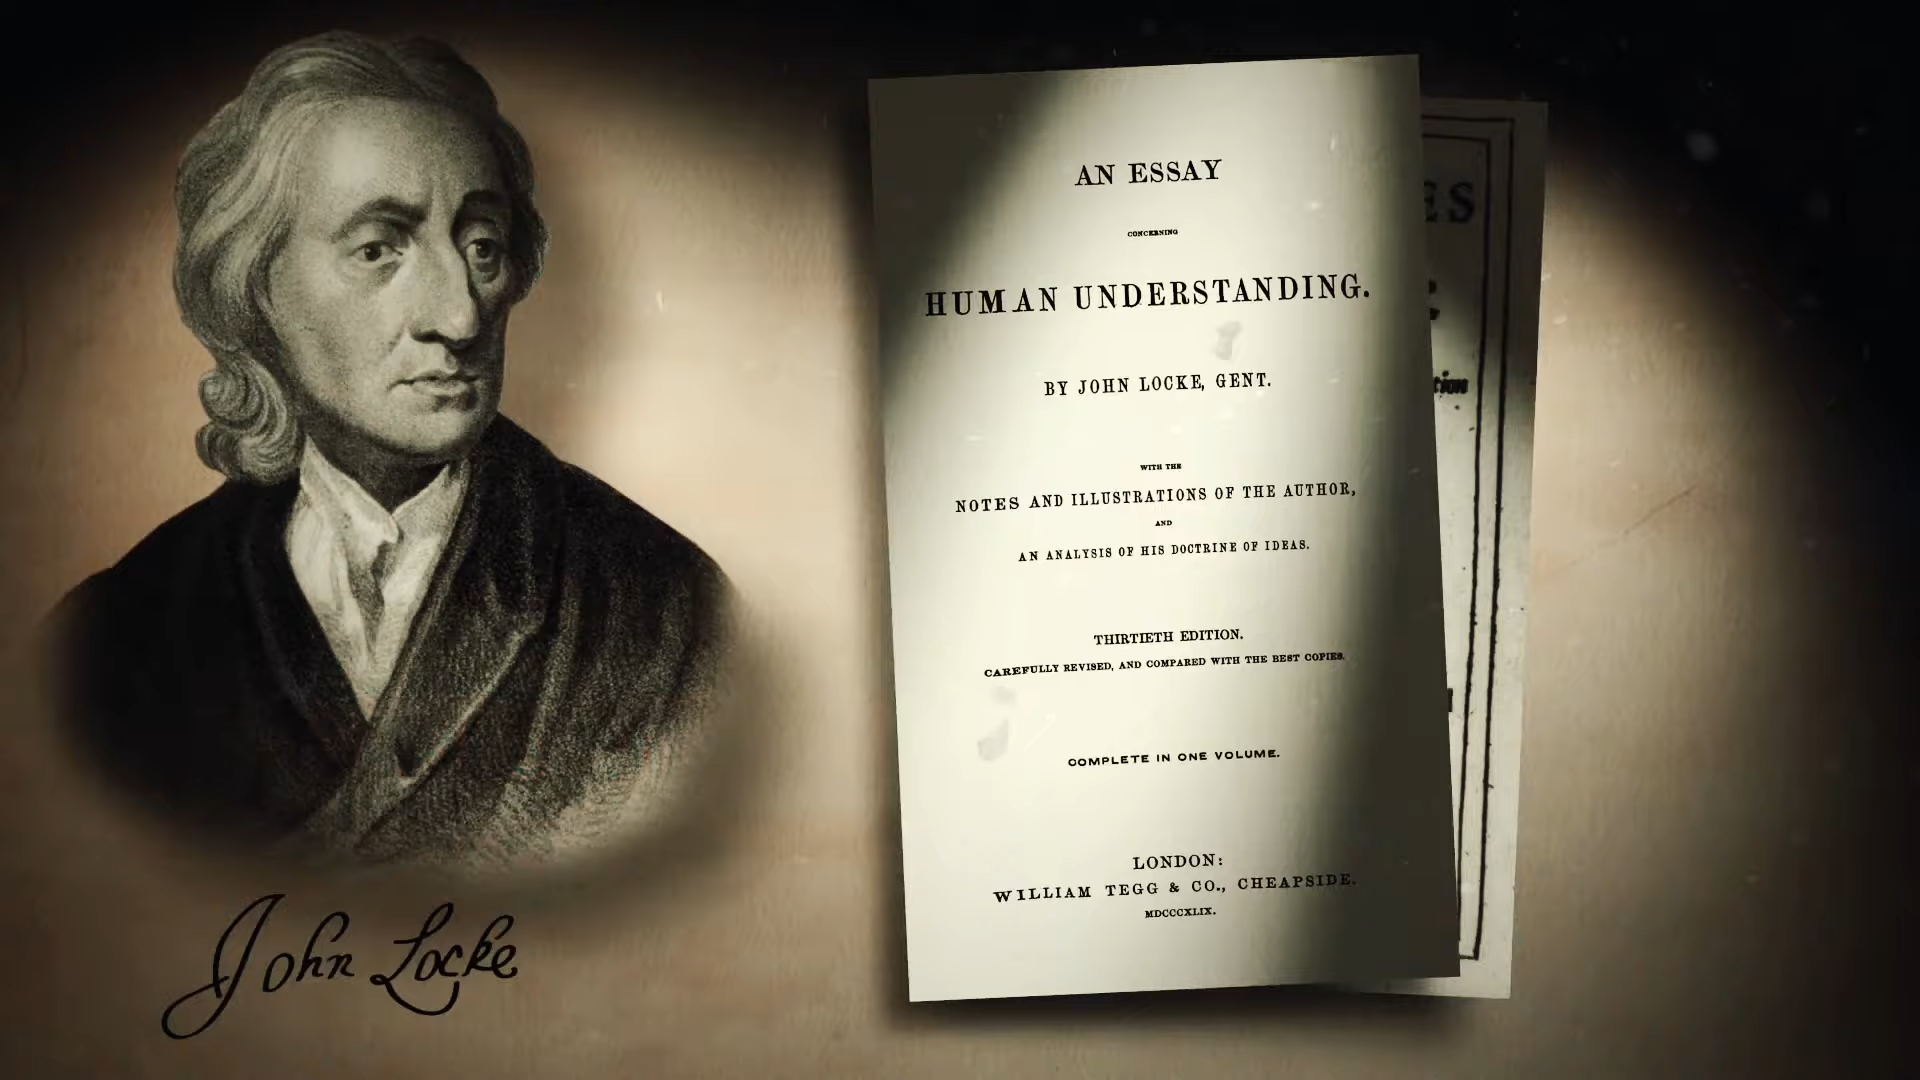 AN ESSAY
CONCERNING
HUMAN UNDERSTANDING.
BY JOHN LOCKE, GENT.
WITH THE
NOTES AND ILLUSTRATIONS OF THE AUTHOR,
AND
AN ANALYSIS OF HIS DOCTRINE OF IDEAS.
THIRTIETH EDITION.
CAREFULLY REVISED, AND COMPARED WITH THE BEST COPIES.
COMPLETE IN ONE VOLUME.
LONDON:
WILLIAM TEGG & CO., CHEAPSIDE.
MDCCCXLIX.
John Locke